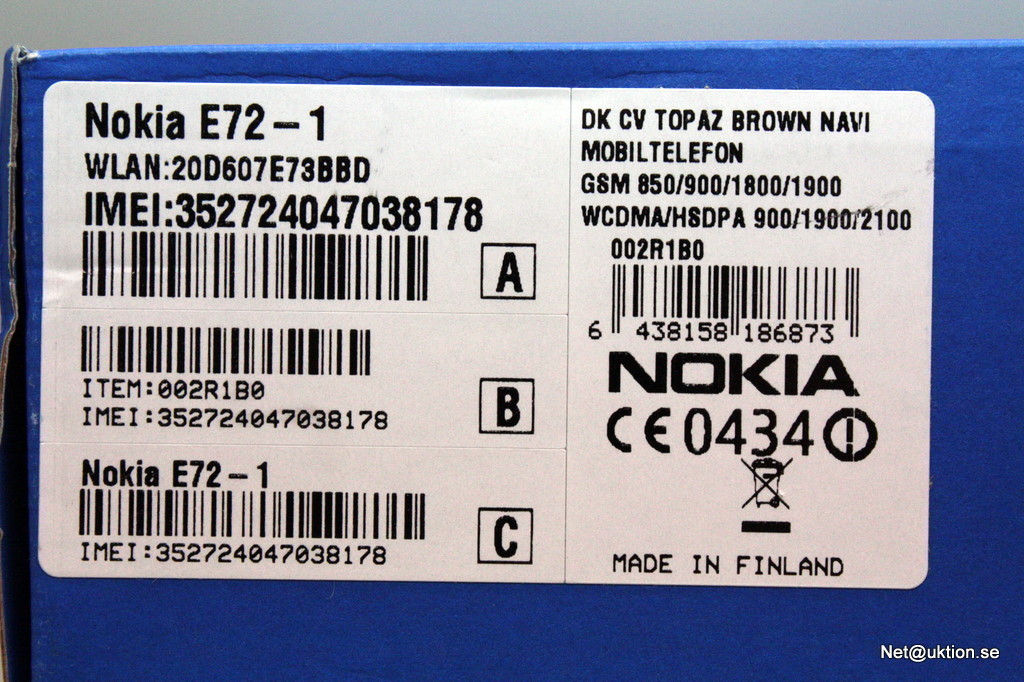 Nokia E72-1
WLAN:20D607E73BBD
IMEI:352724047038178
A
ITEM:002R1B0
IMEI:352724047038178
B
Nokia E72-1
IMEI:352724047038178
C
DK CV TOPAZ BROWN NAVI
MOBILTELEFON
GSM 850/900/1800/1900
WCDMA/HSDPA 900/1900/2100
002R1B0
6 438158 186873
NOKIA
CE0434
MADE IN FINLAND
Net@uktion.se